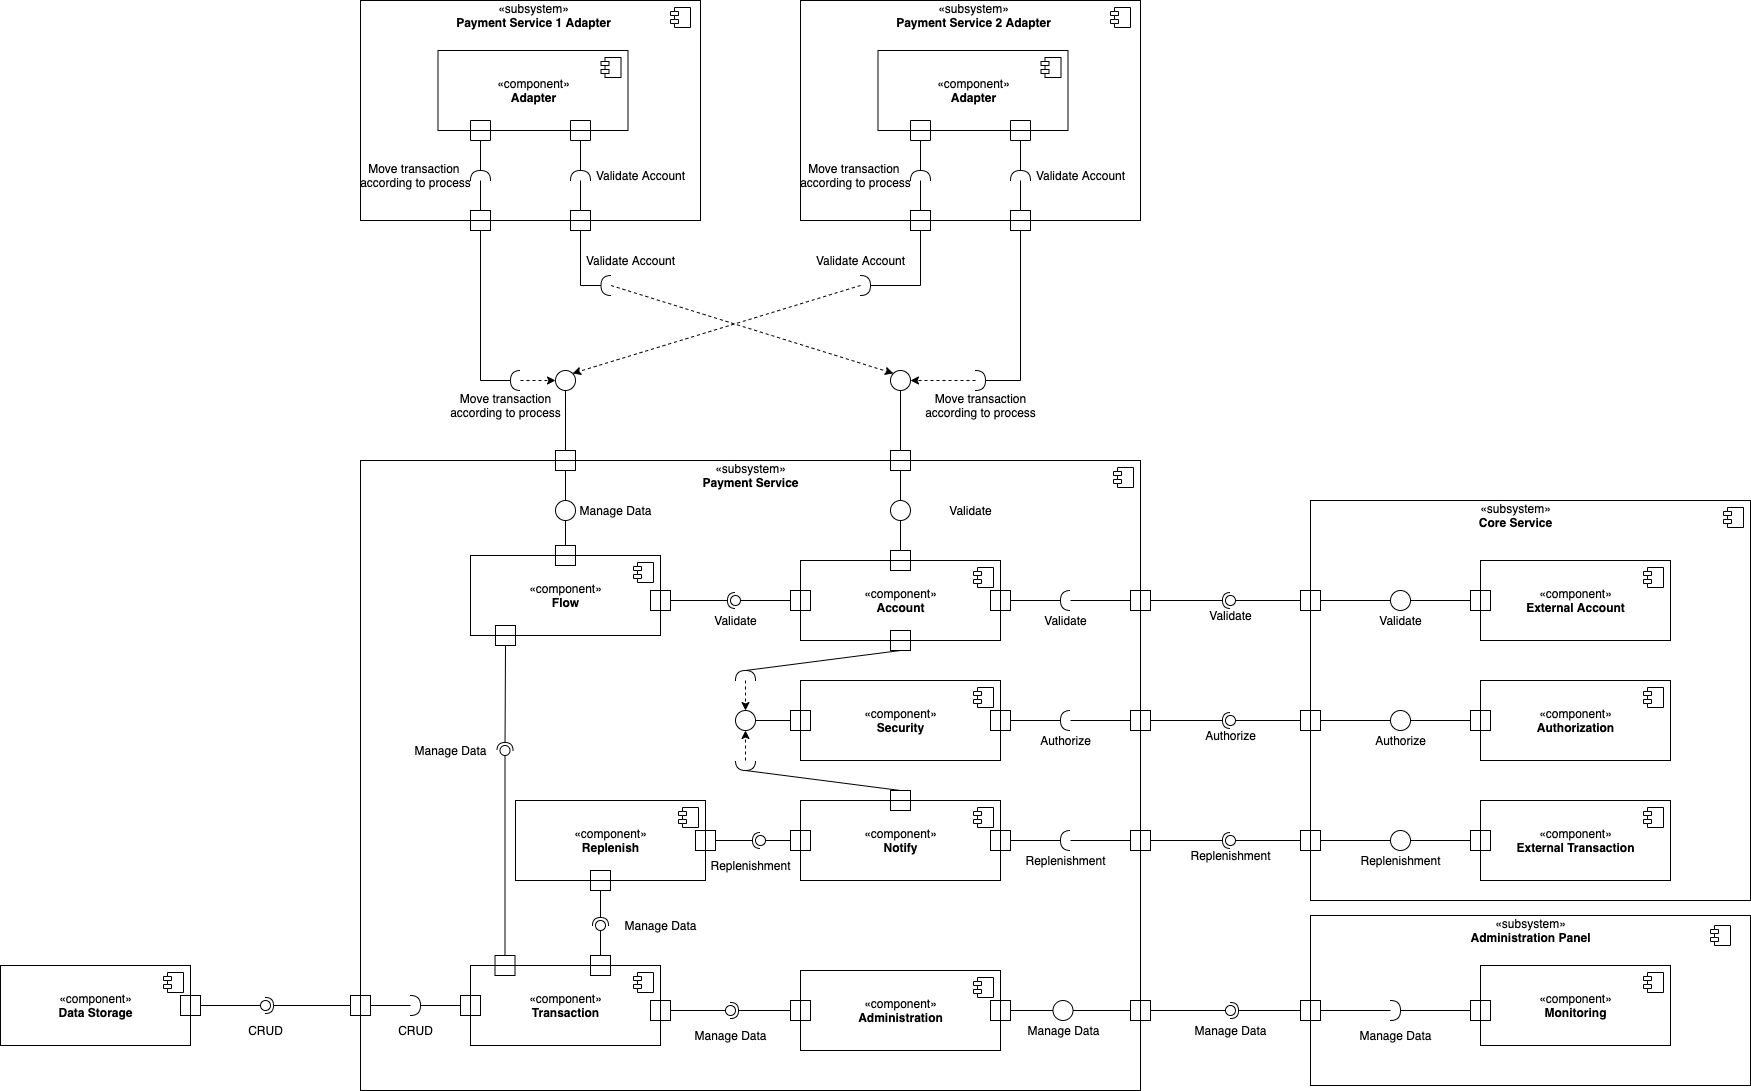 «subsystem»
Payment Service 1 Adapter
«subsystem»
Payment Service 2 Adapter
«component»
Adapter
«component»
Adapter
Move transaction
according to process
Validate Account
Move transaction
according to process
Validate Account
Validate Account
Validate Account
Move transaction
according to process
Move transaction
according to process
«subsystem»
Payment Service
Manage Data
Validate
«subsystem»
Core Service
«component»
Flow
Validate
«component»
Account
Validate
Validate
Validate
«component»
External Account
«component»
Security
Authorize
Authorize
Authorize
«component»
Authorization
Manage Data
«component»
Replenish
Replenishment
«component»
Notify
Replenishment
Replenishment
Replenishment
«component»
External Transaction
Manage Data
«subsystem»
Administration Panel
«component»
Data Storage
CRUD
CRUD
«component»
Transaction
Manage Data
«component»
Administration
Manage Data
Manage Data
Manage Data
«component»
Monitoring